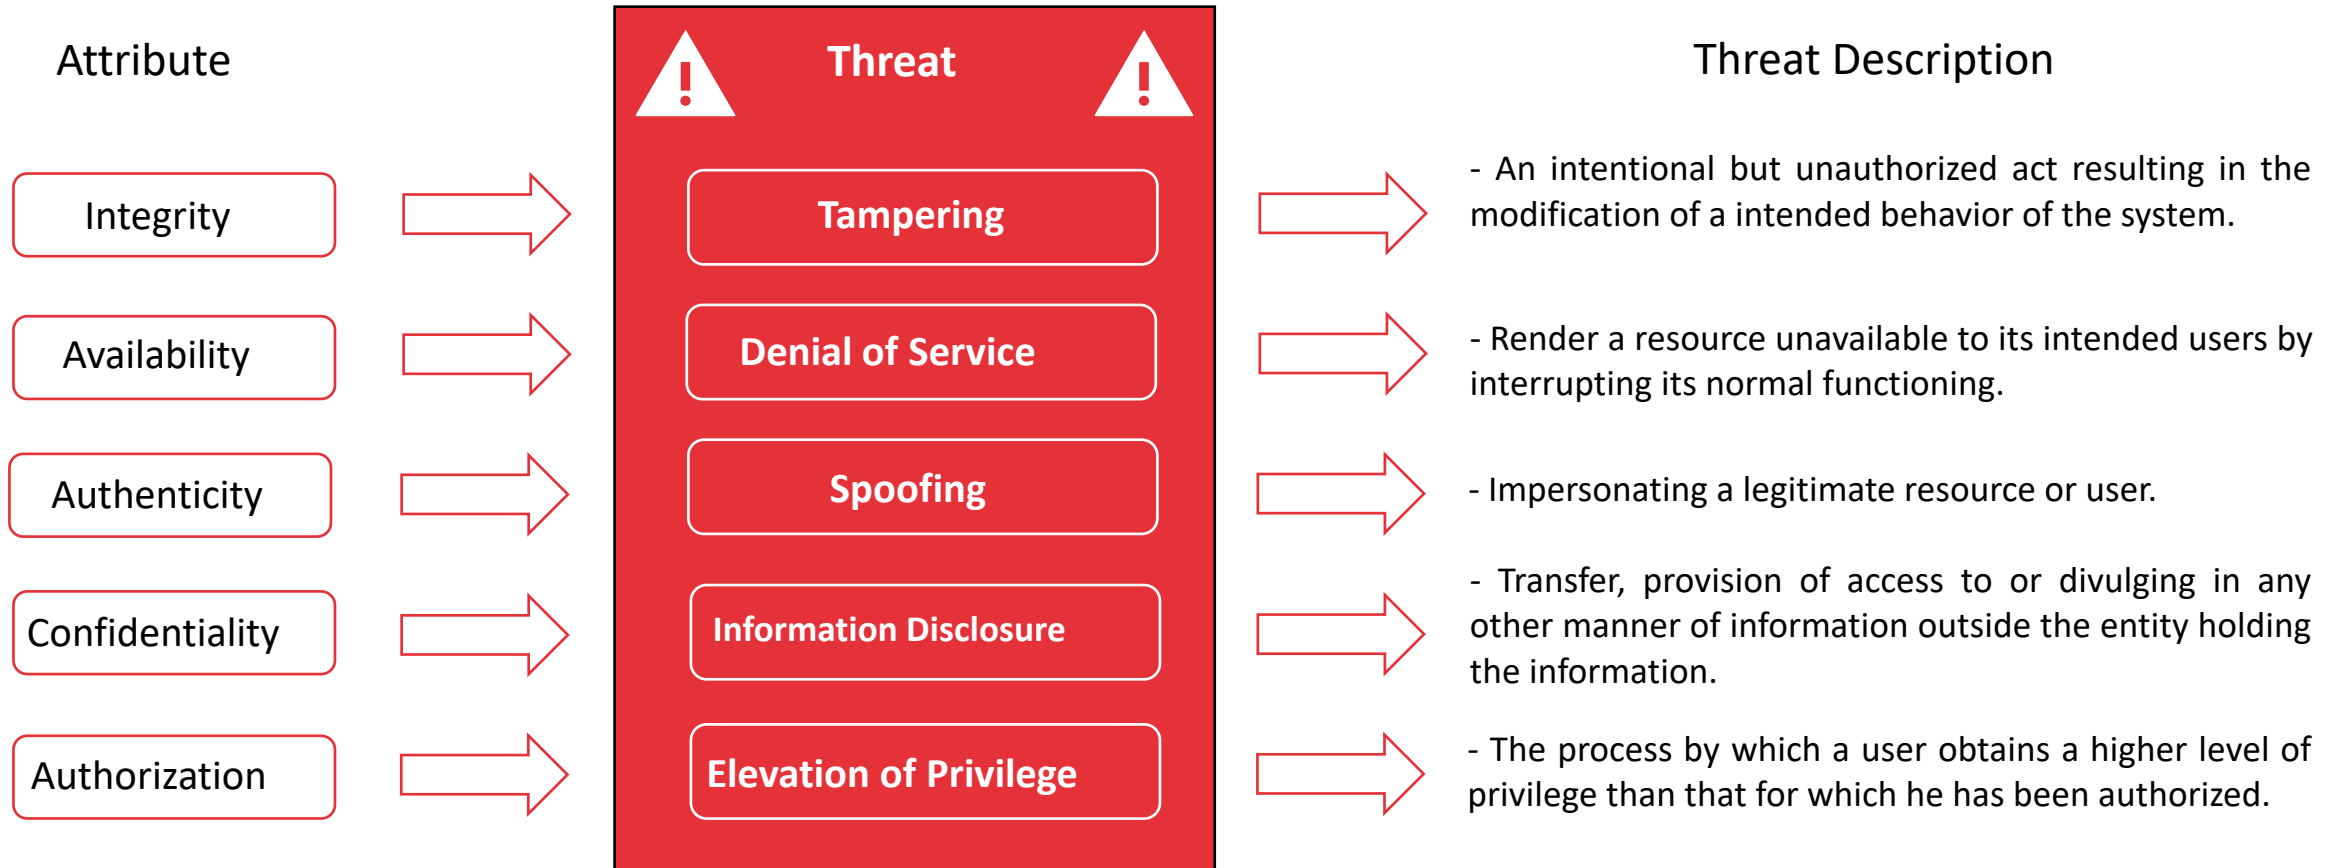 Attribute
Threat
Threat Description
Integrity
Tampering
- An intentional but unauthorized act resulting in the
modification of a intended behavior of the system.
Availability
Denial of Service
- Render a resource unavailable to its intended users by
interrupting its normal functioning.
Authenticity
Spoofing
- Impersonating a legitimate resource or user.
Confidentiality
Information Disclosure
- Transfer, provision of access to or divulging in any
other manner of information outside the entity holding
the information.
Authorization
Elevation of Privilege
- The process by which a user obtains a higher level of
privilege than that for which he has been authorized.